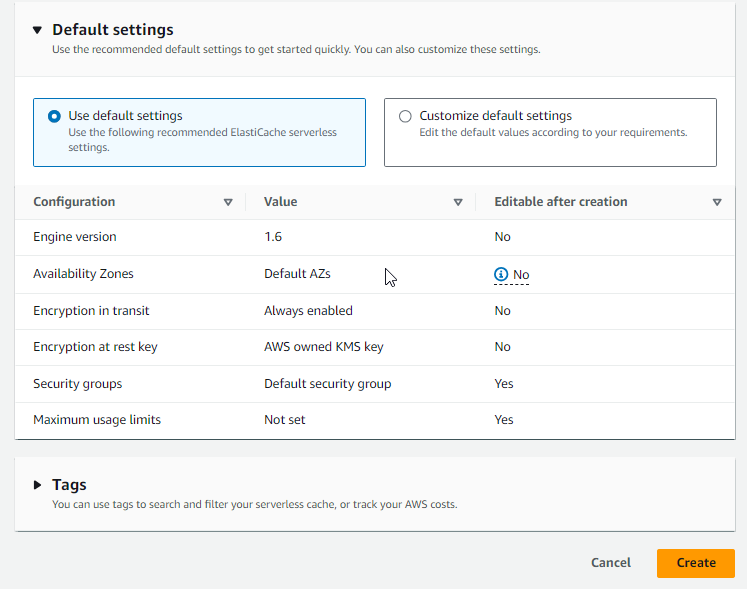 Default settings
Use the recommended default settings to get started quickly. You can also customize these settings.
Use default settings
Use the following recommended ElastiCache serverless
settings.
Customize default settings
Edit the default values according to your requirements.
Configuration Value Editable after creation
Engine version 1.6 No
Availability Zones Default AZs No
Encryption in transit Always enabled No
Encryption at rest key AWS owned KMS key No
Security groups Default security group Yes
Maximum usage limits Not set Yes
Tags
You can use tags to search and filter your serverless cache, or track your AWS costs.
Cancel Create